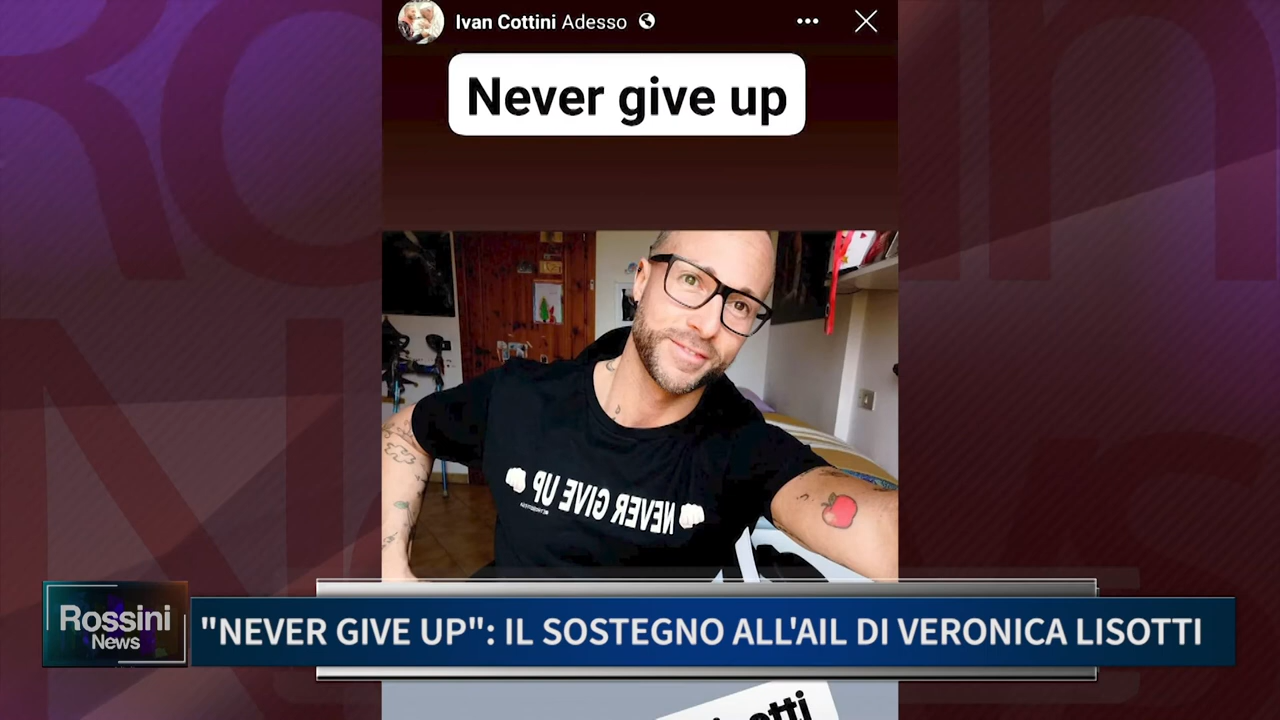 Ivan Cottini Adesso
Never give up
NEVER GIVE UP
Rossini
News
"NEVER GIVE UP": IL SOSTEGNO ALL'AIL DI VERONICA LISOTTI